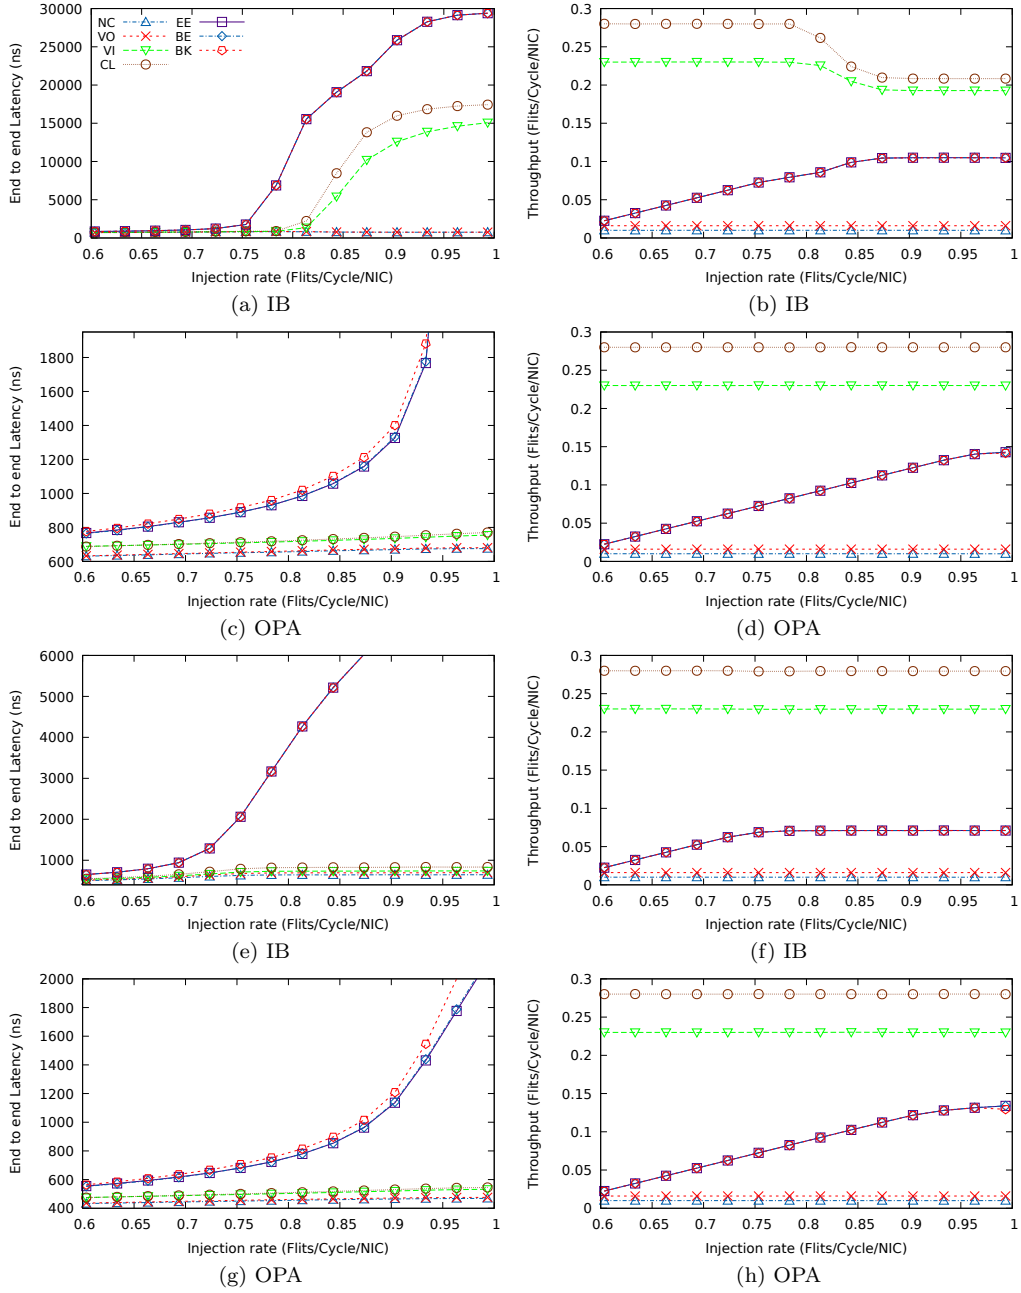 30000
25000
20000
15000
10000
5000
0
End to end Latency (ns)
NC
VO
VI
CL
EE
BE
BK
0.6 0.65 0.7 0.75 0.8 0.85 0.9 0.95 1
Injection rate (Flits/Cycle/NIC)
(a) IB
0.3
0.25
0.2
0.15
0.1
0.05
0
Throughput (Flits/Cycle/NIC)
0.6 0.65 0.7 0.75 0.8 0.85 0.9 0.95 1
Injection rate (Flits/Cycle/NIC)
(b) IB
1800
1600
1400
1200
1000
800
600
End to end Latency (ns)
0.6 0.65 0.7 0.75 0.8 0.85 0.9 0.95 1
Injection rate (Flits/Cycle/NIC)
(c) OPA
0.3
0.25
0.2
0.15
0.1
0.05
0
Throughput (Flits/Cycle/NIC)
0.6 0.65 0.7 0.75 0.8 0.85 0.9 0.95 1
Injection rate (Flits/Cycle/NIC)
(d) OPA
6000
5000
4000
3000
2000
1000
End to end Latency (ns)
0.6 0.65 0.7 0.75 0.8 0.85 0.9 0.95 1
Injection rate (Flits/Cycle/NIC)
(e) IB
0.3
0.25
0.2
0.15
0.1
0.05
0
Throughput (Flits/Cycle/NIC)
0.6 0.65 0.7 0.75 0.8 0.85 0.9 0.95 1
Injection rate (Flits/Cycle/NIC)
(f) IB
2000
1800
1600
1400
1200
1000
800
600
400
End to end Latency (ns)
0.6 0.65 0.7 0.75 0.8 0.85 0.9 0.95 1
Injection rate (Flits/Cycle/NIC)
(g) OPA
0.3
0.25
0.2
0.15
0.1
0.05
0
Throughput (Flits/Cycle/NIC)
0.6 0.65 0.7 0.75 0.8 0.85 0.9 0.95 1
Injection rate (Flits/Cycle/NIC)
(h) OPA